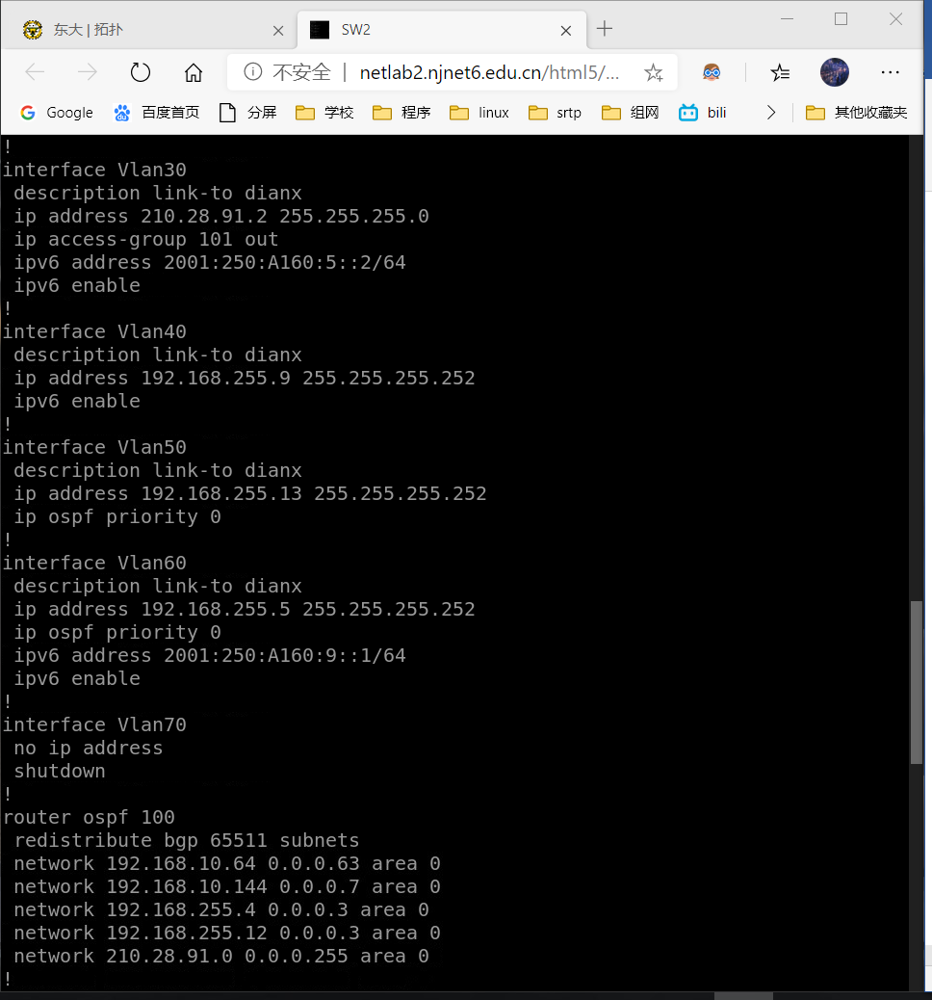 东大 | 拓扑
SW2
不安全 | netlab2.njnet6.edu.cn/html5/...
Google 百度首页 分屏 学校 程序 linux srtp 组网 bili 其他收藏夹
!
interface Vlan30
 description link-to dianx
 ip address 210.28.91.2 255.255.255.0
 ip access-group 101 out
 ipv6 address 2001:250:A160:5::2/64
 ipv6 enable
!
interface Vlan40
 description link-to dianx
 ip address 192.168.255.9 255.255.255.252
 ipv6 enable
!
interface Vlan50
 description link-to dianx
 ip address 192.168.255.13 255.255.255.252
 ip ospf priority 0
!
interface Vlan60
 description link-to dianx
 ip address 192.168.255.5 255.255.255.252
 ip ospf priority 0
 ipv6 address 2001:250:A160:9::1/64
 ipv6 enable
!
interface Vlan70
 no ip address
 shutdown
!
router ospf 100
 redistribute bgp 65511 subnets
 network 192.168.10.64 0.0.0.63 area 0
 network 192.168.10.144 0.0.0.7 area 0
 network 192.168.255.4 0.0.0.3 area 0
 network 192.168.255.12 0.0.0.3 area 0
 network 210.28.91.0 0.0.0.255 area 0
!